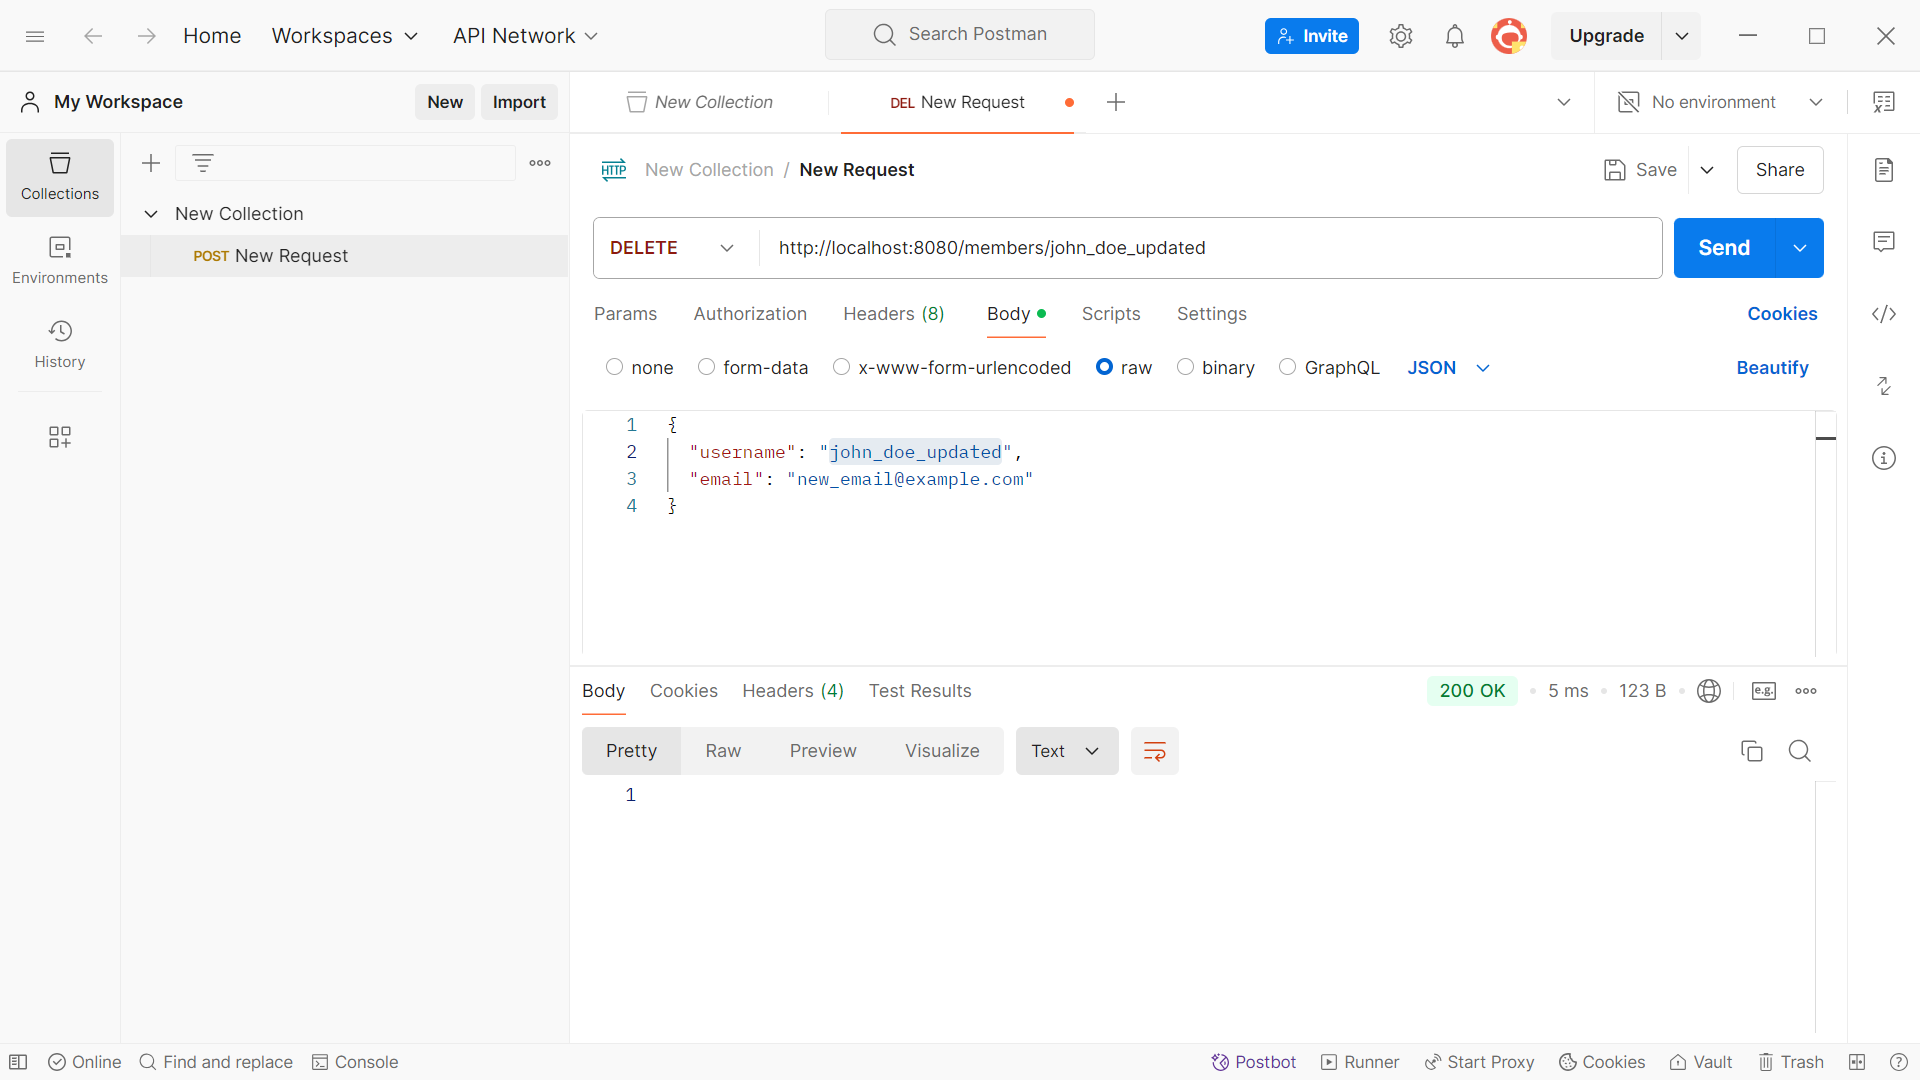 Home Workspaces API Network Search Postman Invite Upgrade
My Workspace New Import New Collection DEL New Request No environment
Collections
Environments
History
New Collection
POST New Request
HTTP New Collection / New Request Save Share
DELETE http://localhost:8080/members/john_doe_updated Send
Params Authorization Headers (8) Body Scripts Settings Cookies
none form-data x-www-form-urlencoded raw binary GraphQL JSON Beautify
1 {
2 "username": "john_doe_updated",
3 "email": "new_email@example.com"
4 }
Body Cookies Headers (4) Test Results 200 OK 5 ms 123 B e.g.
Pretty Raw Preview Visualize Text
1
Online Find and replace Console Postbot Runner Start Proxy Cookies Vault Trash